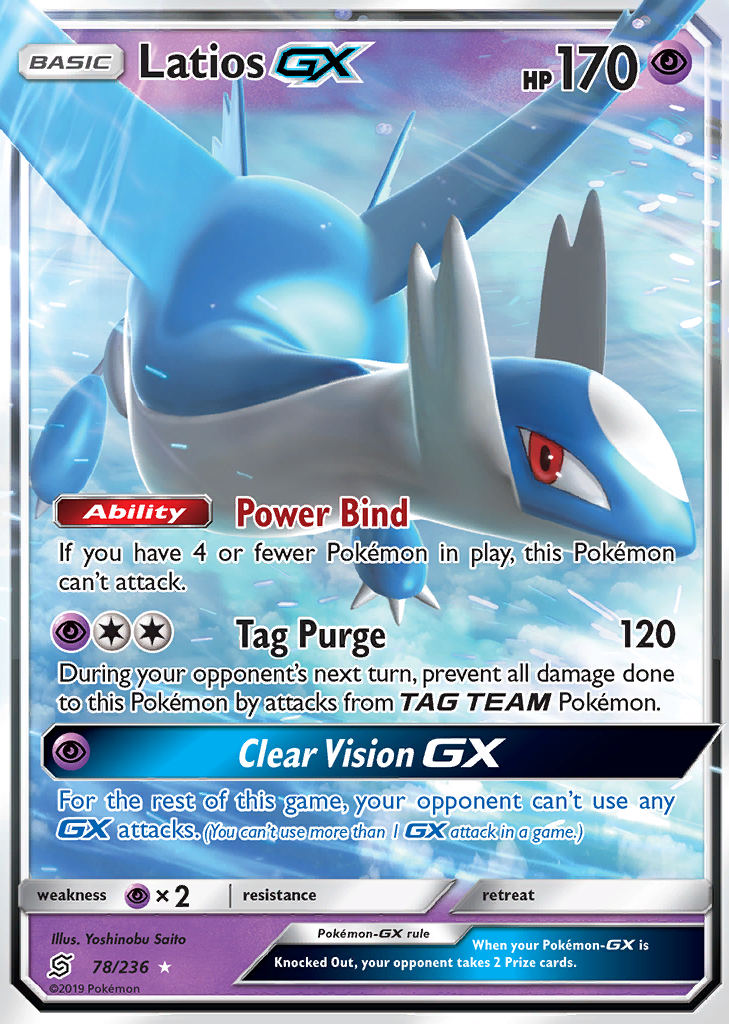 BASIC Latios GX HP 170
Ability Power Bind
If you have 4 or fewer Pokémon in play, this Pokémon
can't attack.
Tag Purge 120
During your opponent's next turn, prevent all damage done
to this Pokémon by attacks from TAG TEAM Pokémon.
Clear Vision GX
For the rest of this game, your opponent can't use any
GX attacks. (You can't use more than 1 GX attack in a game.)
weakness × 2 resistance retreat
Illus. Yoshinobu Saito
Pokémon-GX rule
When your Pokémon-GX is
Knocked Out, your opponent takes 2 Prize cards.
78/236
©2019 Pokémon